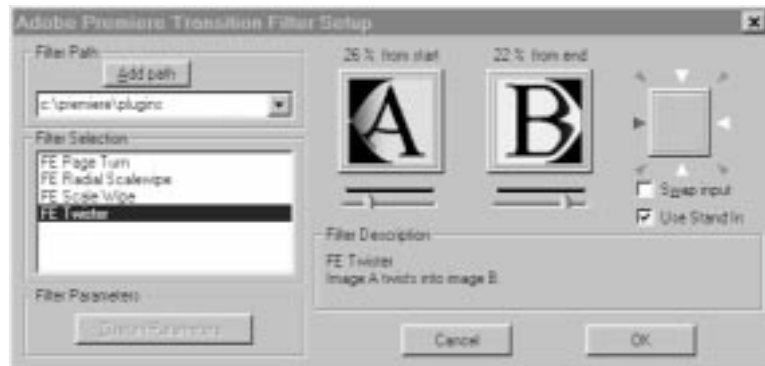 Adobe Premiere Transition Filter Setup
Filter Path
Add path
c:\premiere\plugins
Filter Selection
FE Page Turn
FE Radial Scalewipe
FE Scale Wipe
FE Twister
Filter Parameters
Custom Parameters
26 % from start
22 % from end
A
B
Swap input
Use Stand In
Filter Description
FE Twister
Image A twists into image B
Cancel
OK